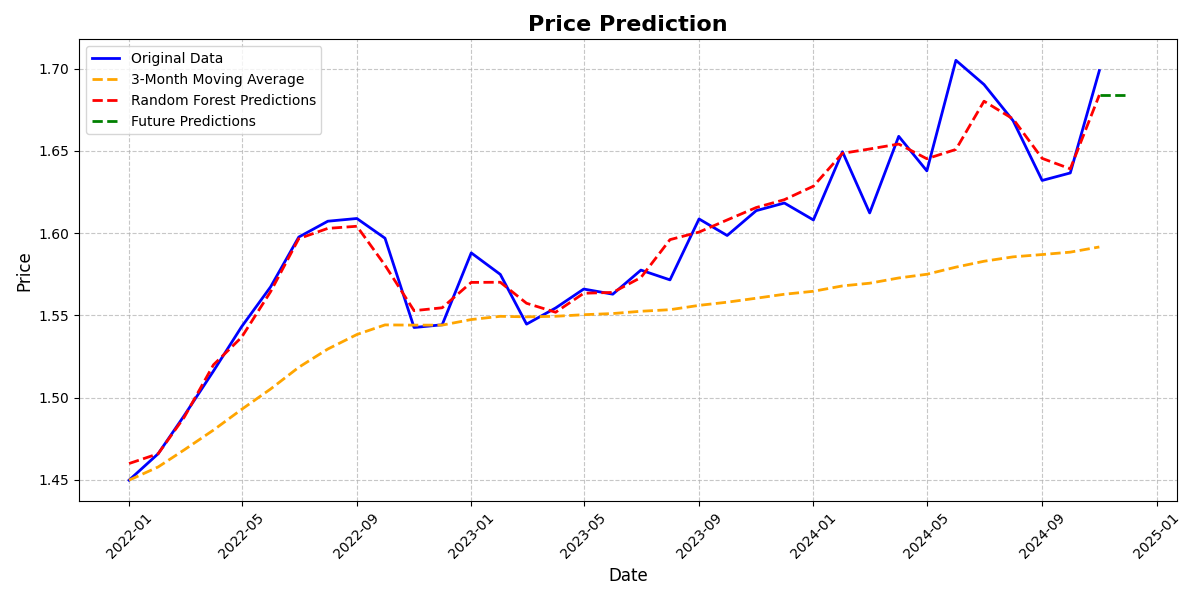 Price Prediction
Original Data
3-Month Moving Average
Random Forest Predictions
Future Predictions
1.70
1.65
1.60
1.55
1.50
1.45
Price
2022-01
2022-05
2022-09
2023-01
2023-05
2023-09
2024-01
2024-05
2024-09
2025-01
Date